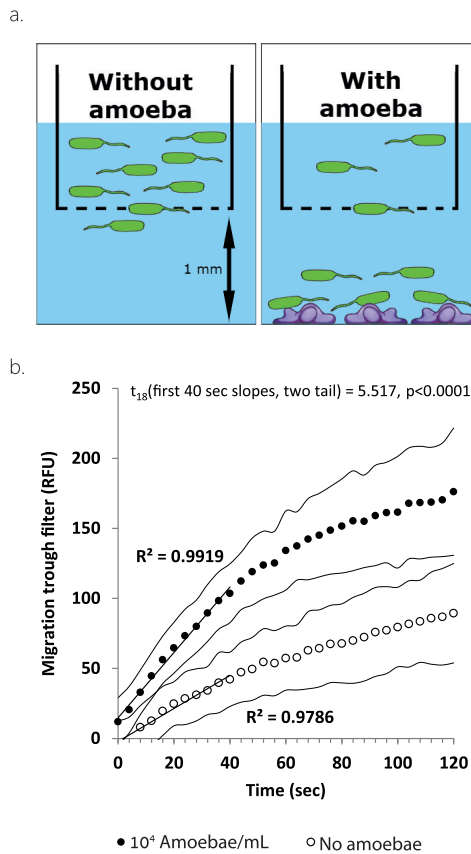 a.
Without
amoeba
With
amoeba
1 mm
b.
t₁₈(first 40 sec slopes, two tail) = 5.517, p<0.0001
250
200
150
100
50
0
Migration trough filter (RFU)
R² = 0.9919
R² = 0.9786
0 20 40 60 80 100 120
Time (sec)
10⁴ Amoebae/mL
No amoebae